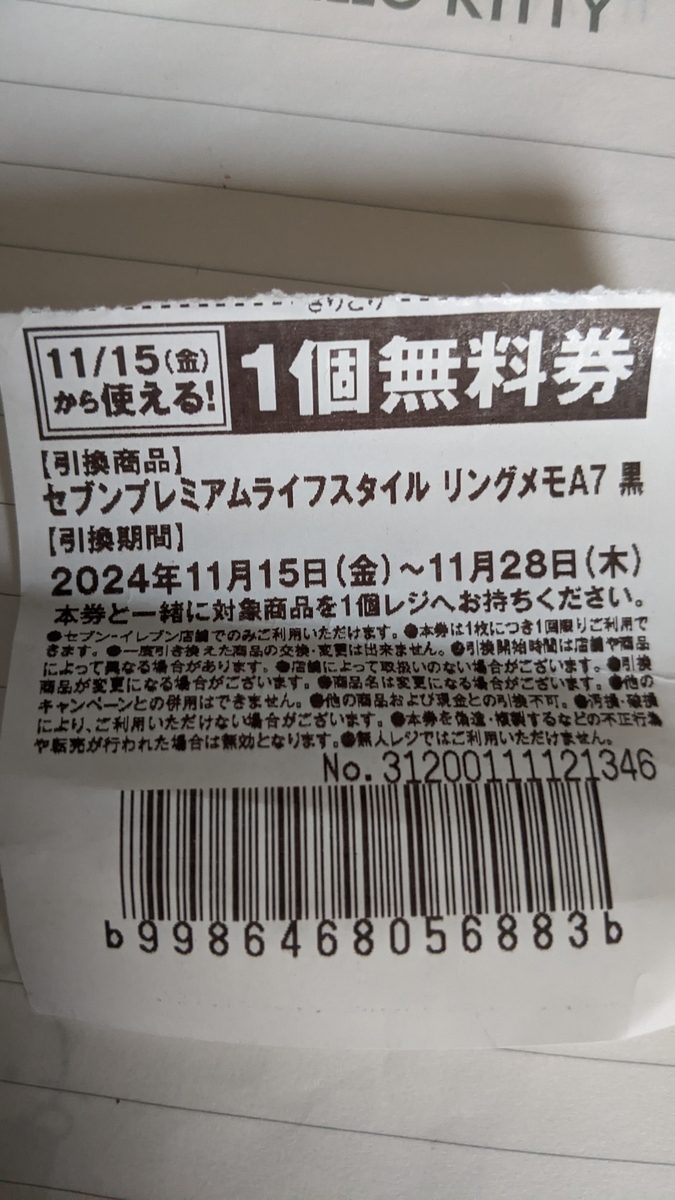 HELLO KITTY
きりとり
11/15(金)
から使える!
1個無料券
【引換商品】
セブンプレミアムライフスタイル リングメモA7 黒
【引換期間】
2024年11月15日(金)~11月28日(木)
本券と一緒に対象商品を1個レジへお持ちください。
●セブン-イレブン店舗でのみご利用いただけます。●本券は1枚につき1回限りご利用で
きます。●一度引き換えた商品の交換・変更は出来ません。●引換開始時間は店舗や商品
によって異なる場合があります。●店舗によって取扱いのない場合がございます。●引換
商品が変更になる場合がございます。●商品名は変更になる場合がございます。●他の
キャンペーンとの併用はできません。●他の商品および現金との引換不可。●汚損・破損
により、ご利用いただけない場合がございます。●本券を偽造・複製するなどの不正行為
や転売が行われた場合は無効となります。●無人レジではご利用いただけません。
No.31200111121346
b99864680056883b